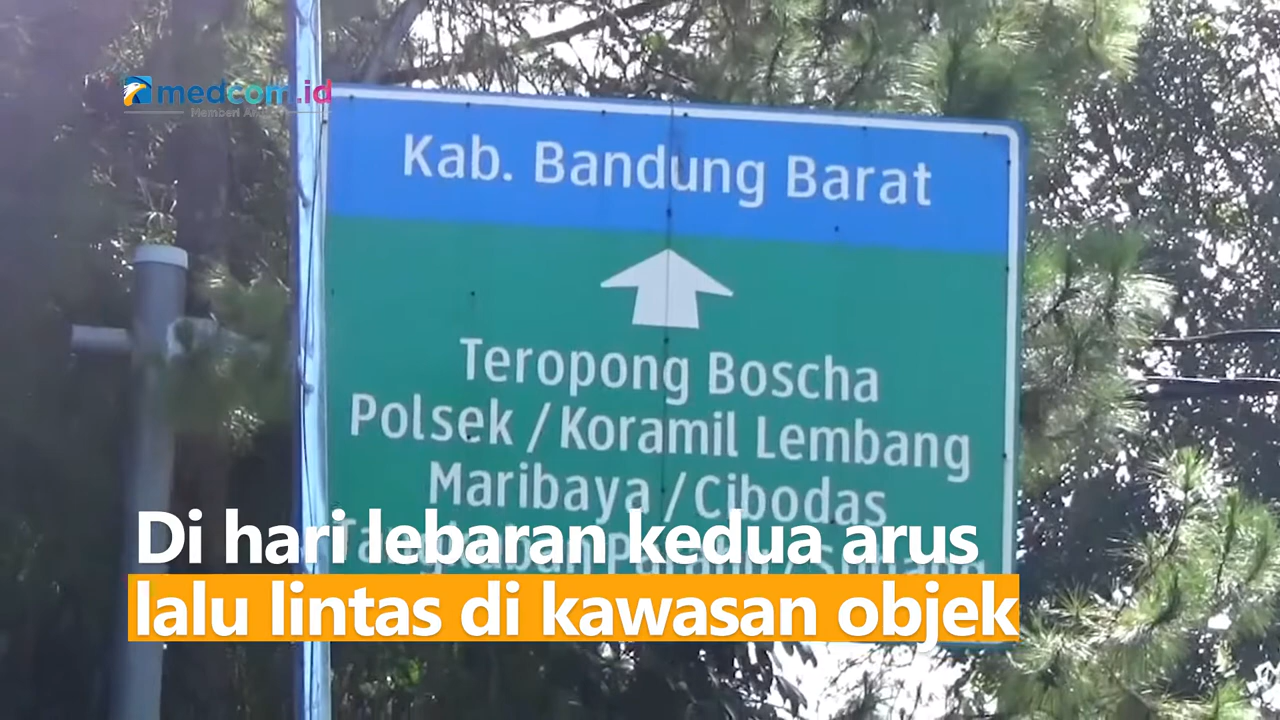 medcom.id
Kab. Bandung Barat
Teropong Boscha
Polsek / Koramil Lembang
Maribaya / Cibodas
Di hari lebaran kedua arus
lalu lintas di kawasan objek